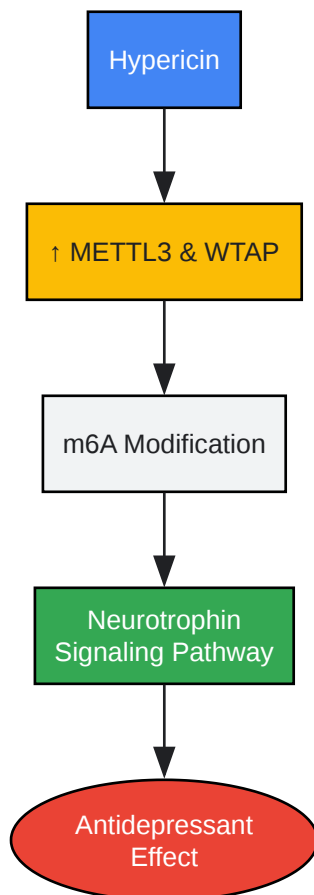 Hypericin
↑ METTL3 & WTAP
m6A Modification
Neurotrophin
Signaling Pathway
Antidepressant
Effect